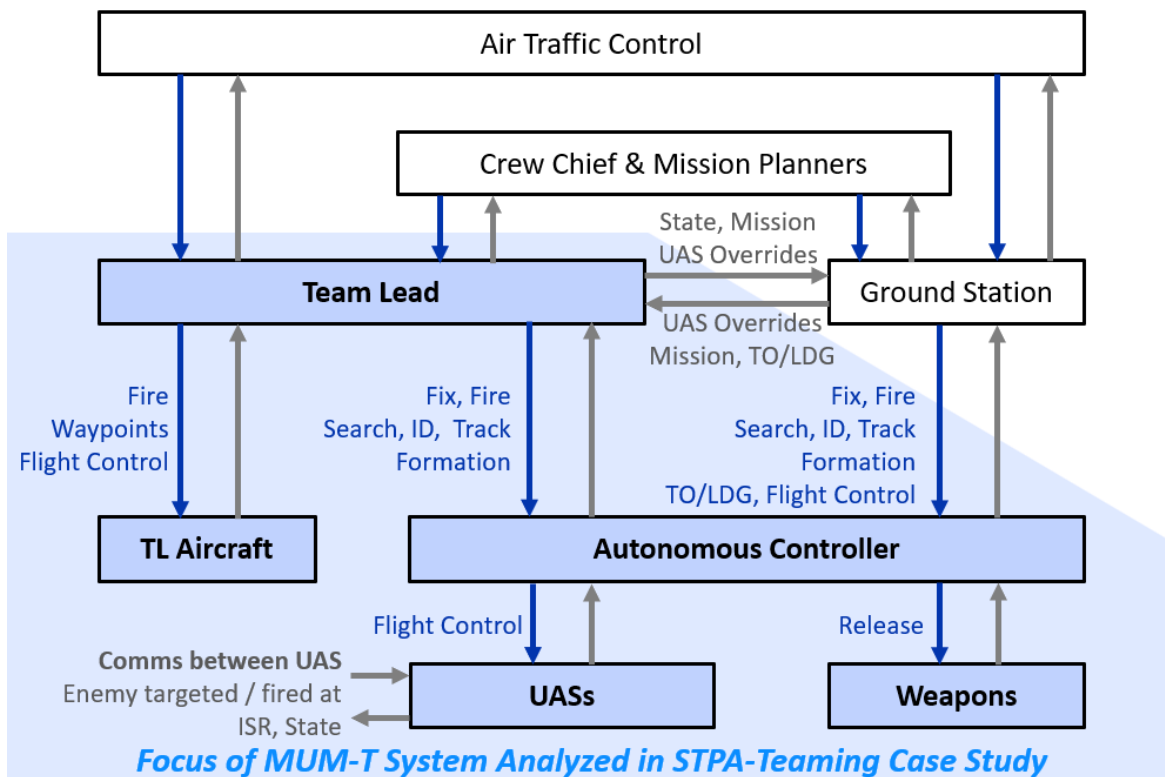 Air Traffic Control
Crew Chief & Mission Planners
State, Mission
UAS Overrides
Team Lead
Ground Station
UAS Overrides
Mission, TO/LDG
Fire
Waypoints
Flight Control
Fix, Fire
Search, ID, Track
Formation
Fix, Fire
Search, ID, Track
Formation
TO/LDG, Flight Control
TL Aircraft
Autonomous Controller
Flight Control
Release
Comms between UAS
Enemy targeted / fired at
ISR, State
UASs
Weapons
Focus of MUM-T System Analyzed in STPA-Teaming Case Study